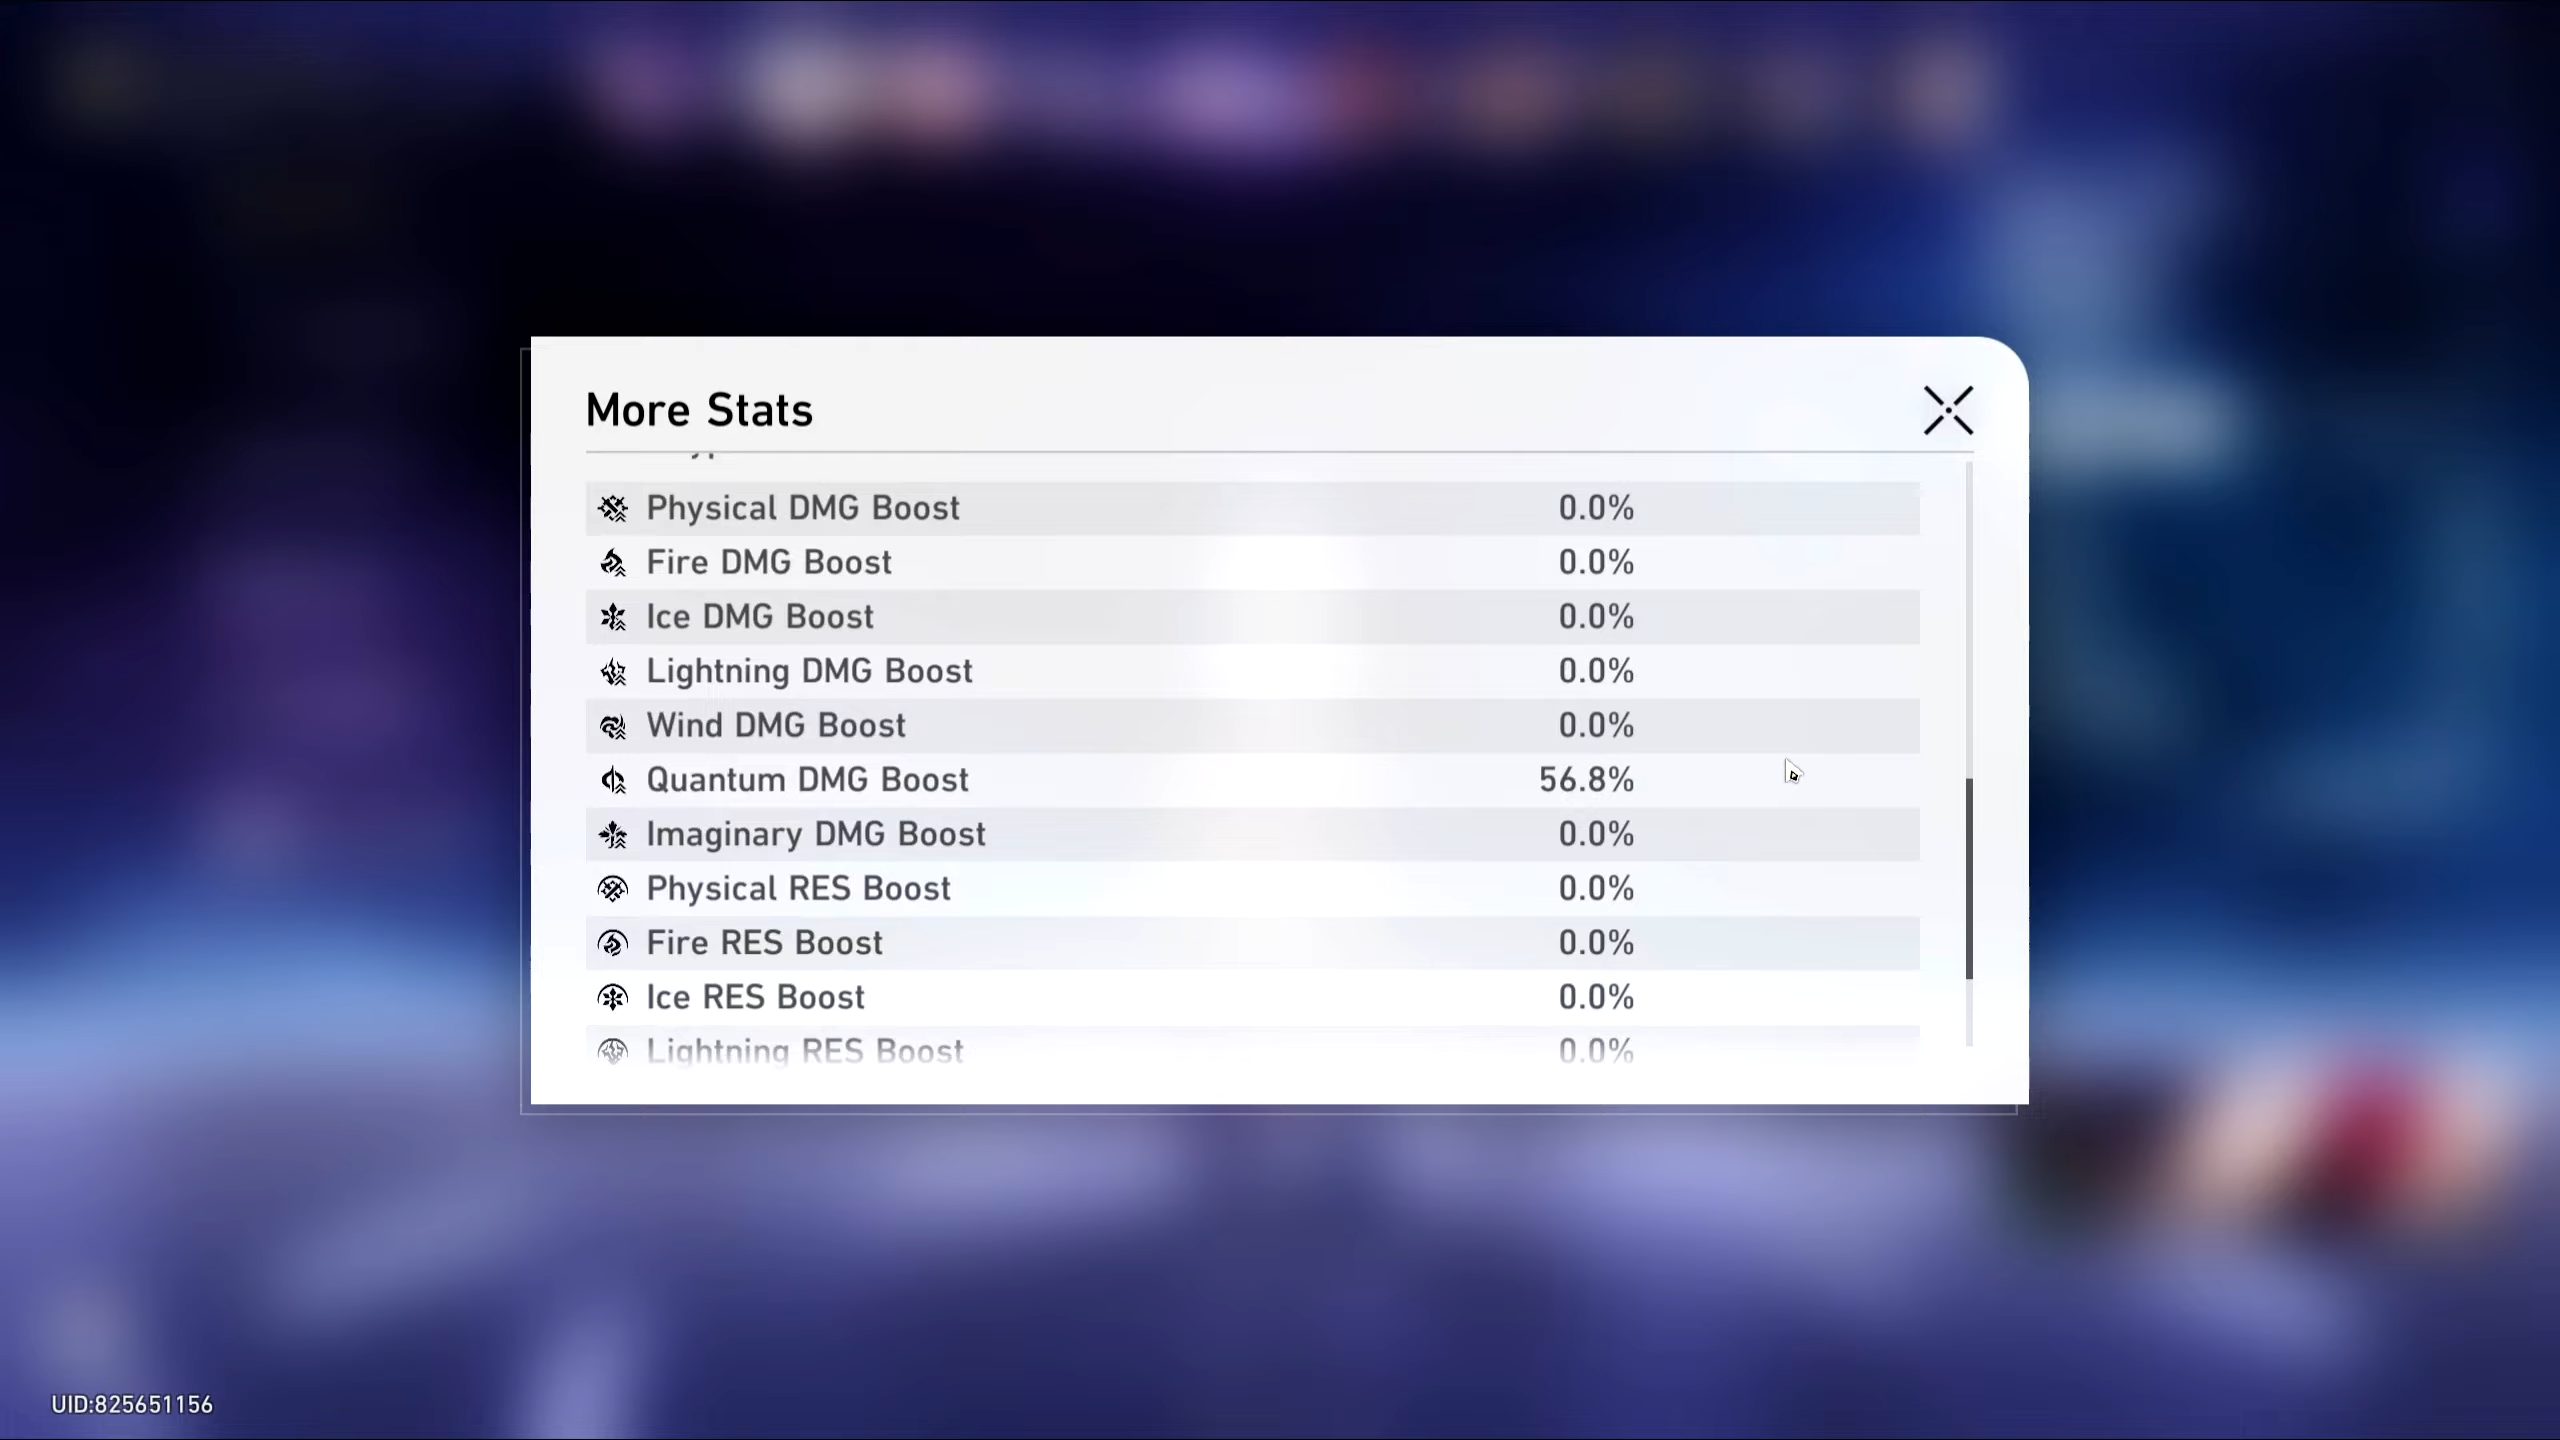 More Stats
Physical DMG Boost 0.0%
Fire DMG Boost 0.0%
Ice DMG Boost 0.0%
Lightning DMG Boost 0.0%
Wind DMG Boost 0.0%
Quantum DMG Boost 56.8%
Imaginary DMG Boost 0.0%
Physical RES Boost 0.0%
Fire RES Boost 0.0%
Ice RES Boost 0.0%
Lightning RES Boost 0.0%
UID:825651156